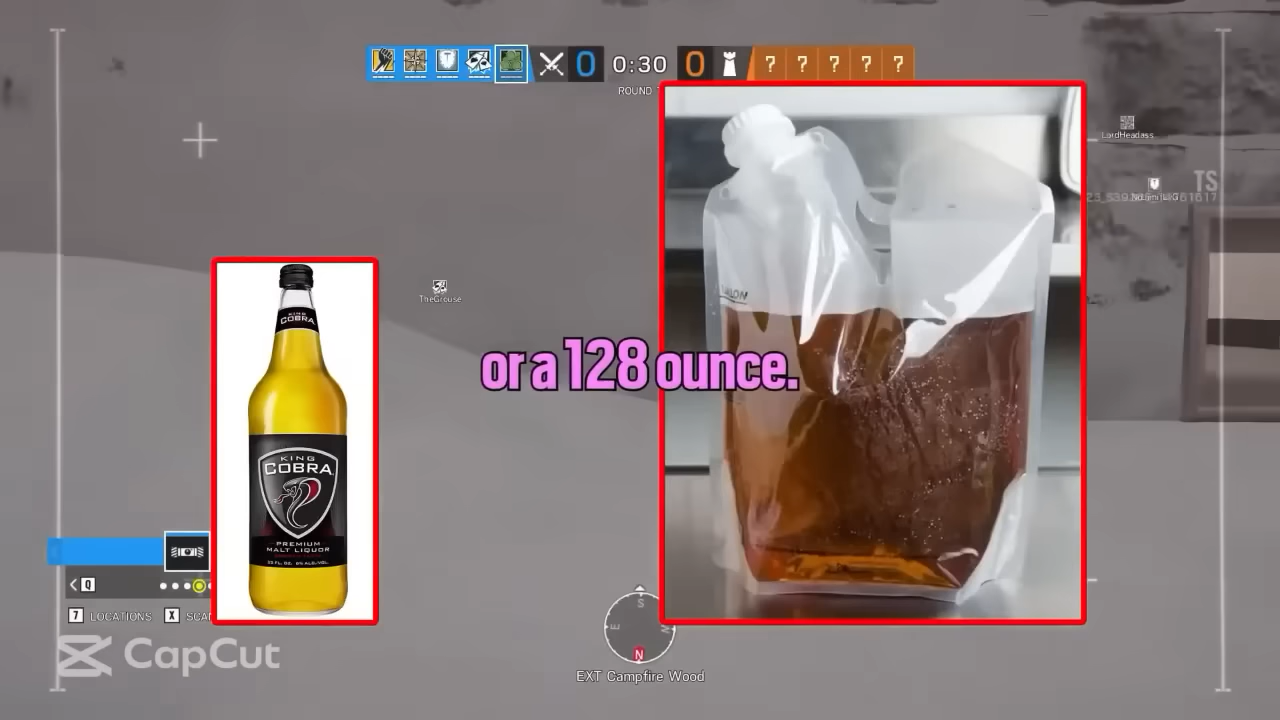 0 0:30 0 ? ? ? ? ?
ROUND
LordHeadass
TS
TheGrouse
KING
COBRA
KING
COBRA
PREMIUM
MALT LIQUOR
or a 128 ounce.
Q
7 LOCATIONS X SCAN
CapCut
S
E
W
N
EXT Campfire Wood